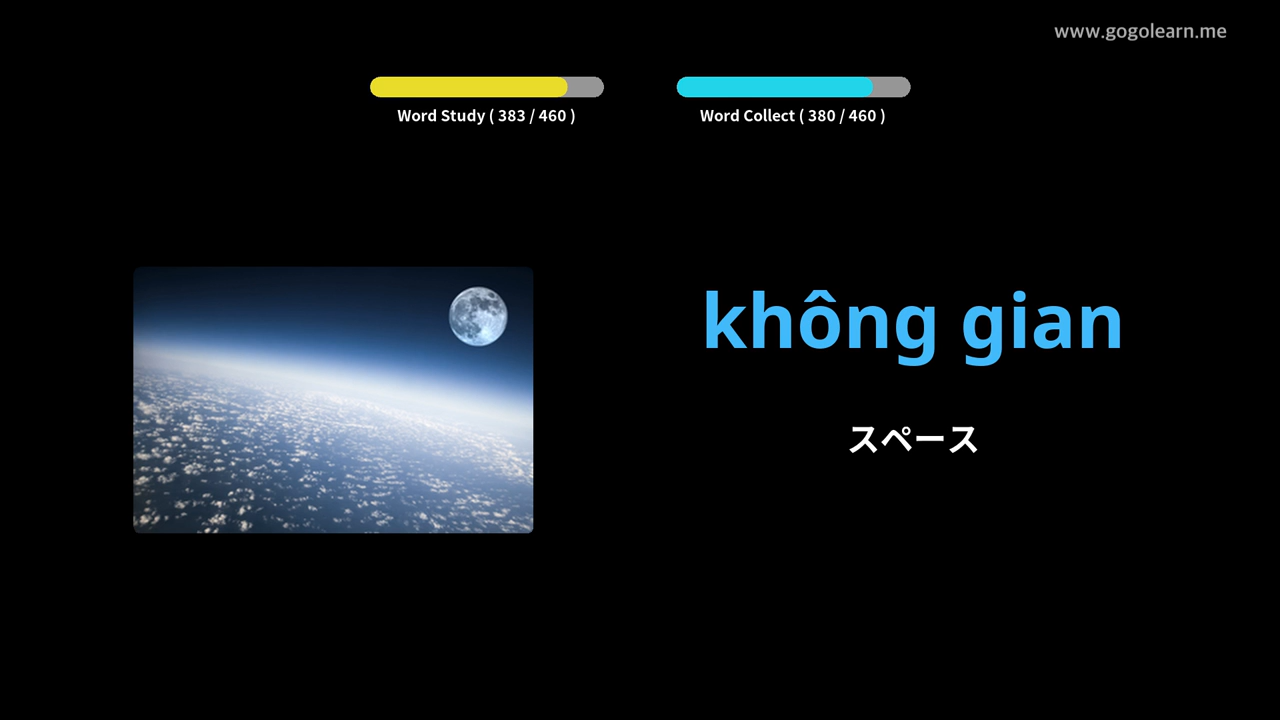 www.gogolearn.me
Word Study ( 383 / 460 )
Word Collect ( 380 / 460 )
không gian
スペース